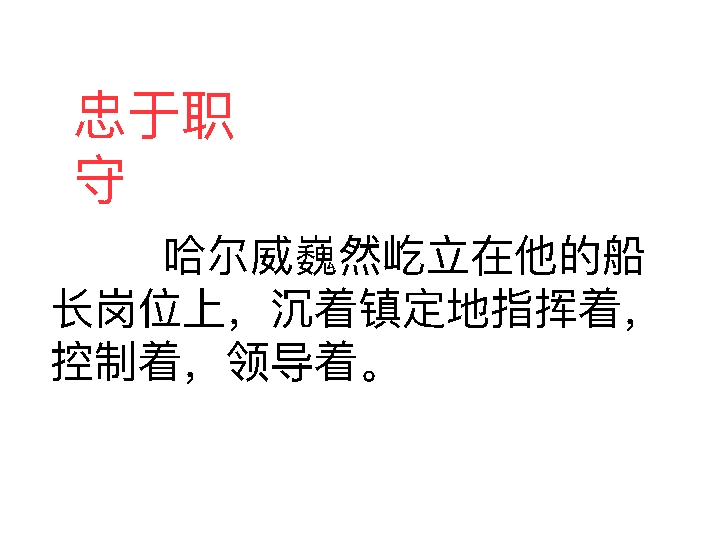 忠于职
守
哈尔威巍然屹立在他的船
长岗位上，沉着镇定地指挥着，
控制着，领导着。